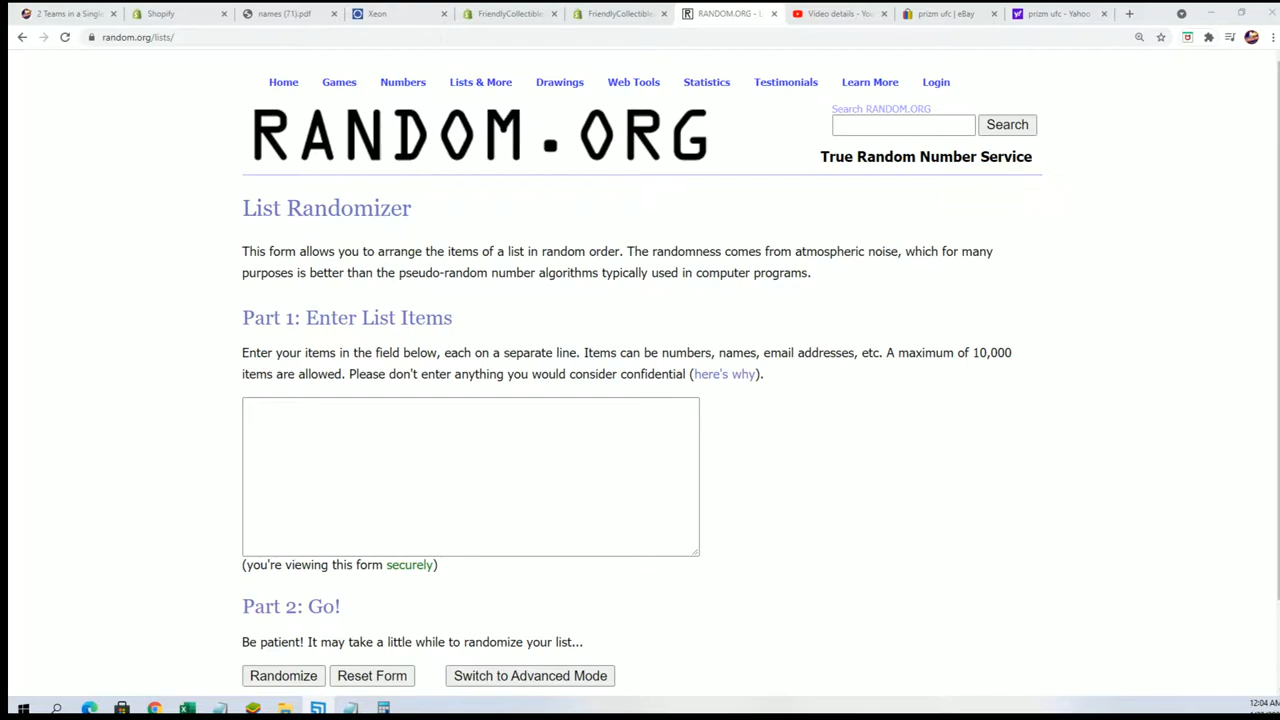 2 Teams in a Single
Shopify
names (71).pdf
Xeon
FriendlyCollectible
FriendlyCollectible
RANDOM.ORG - L
Video details - You
prizm ufc | eBay
prizm ufc - Yahoo
random.org/lists/
Home Games Numbers Lists & More Drawings Web Tools Statistics Testimonials Learn More Login
RANDOM.ORG
Search RANDOM.ORG
Search
True Random Number Service
List Randomizer
This form allows you to arrange the items of a list in random order. The randomness comes from atmospheric noise, which for many
purposes is better than the pseudo-random number algorithms typically used in computer programs.
Part 1: Enter List Items
Enter your items in the field below, each on a separate line. Items can be numbers, names, email addresses, etc. A maximum of 10,000
items are allowed. Please don't enter anything you would consider confidential (here's why).
(you're viewing this form securely)
Part 2: Go!
Be patient! It may take a little while to randomize your list...
Randomize Reset Form Switch to Advanced Mode
12:04 AM